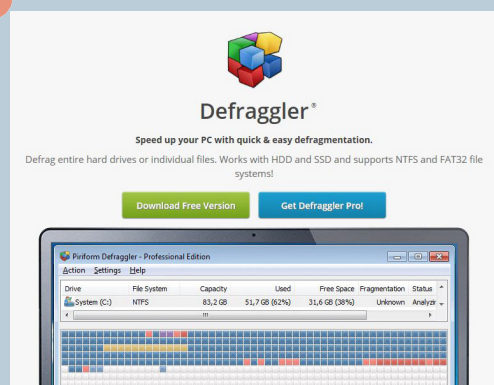 Defraggler®
Speed up your PC with quick & easy defragmentation.
Defrag entire hard drives or individual files. Works with HDD and SSD and supports NTFS and FAT32 file
systems!
Download Free Version
Get Defraggler Pro!
Piriform Defraggler - Professional Edition
Action Settings Help
Drive File System Capacity Used Free Space Fragmentation Status
System (C:) NTFS 83,2 GB 51,7 GB (62%) 31,6 GB (38%) Unknown Analyzir